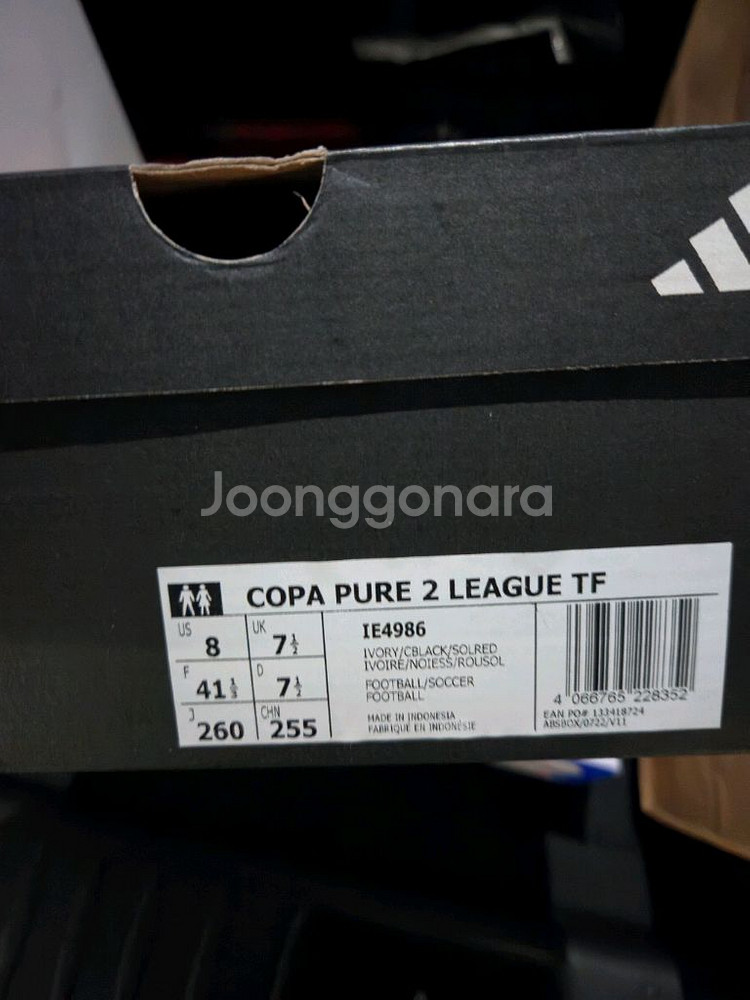 Joonggonara
COPA PURE 2 LEAGUE TF
US 8 UK 7½
F 41⅓ D 7½
J 260 CHN 255
IE4986
IVORY/CBLACK/SOLRED
IVOIRE/NOIESS/ROUSOL
FOOTBALL/SOCCER
FOOTBALL
MADE IN INDONESIA
FABRIQUÉ EN INDONÉSIE
4 066765 228352
EAN PO# 133418724
ABSBOX/0722/V11